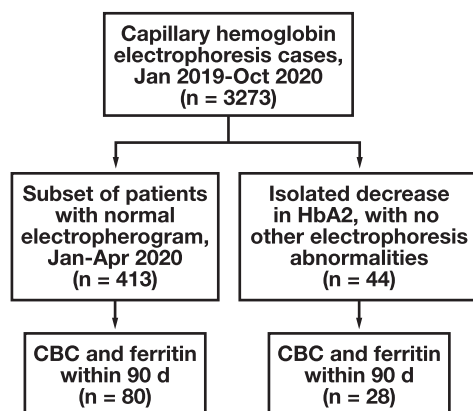 Capillary hemoglobin
electrophoresis cases,
Jan 2019-Oct 2020
(n = 3273)
Subset of patients
with normal
electropherogram,
Jan-Apr 2020
(n = 413)
Isolated decrease
in HbA2, with no
other electrophoresis
abnormalities
(n = 44)
CBC and ferritin
within 90 d
(n = 80)
CBC and ferritin
within 90 d
(n = 28)